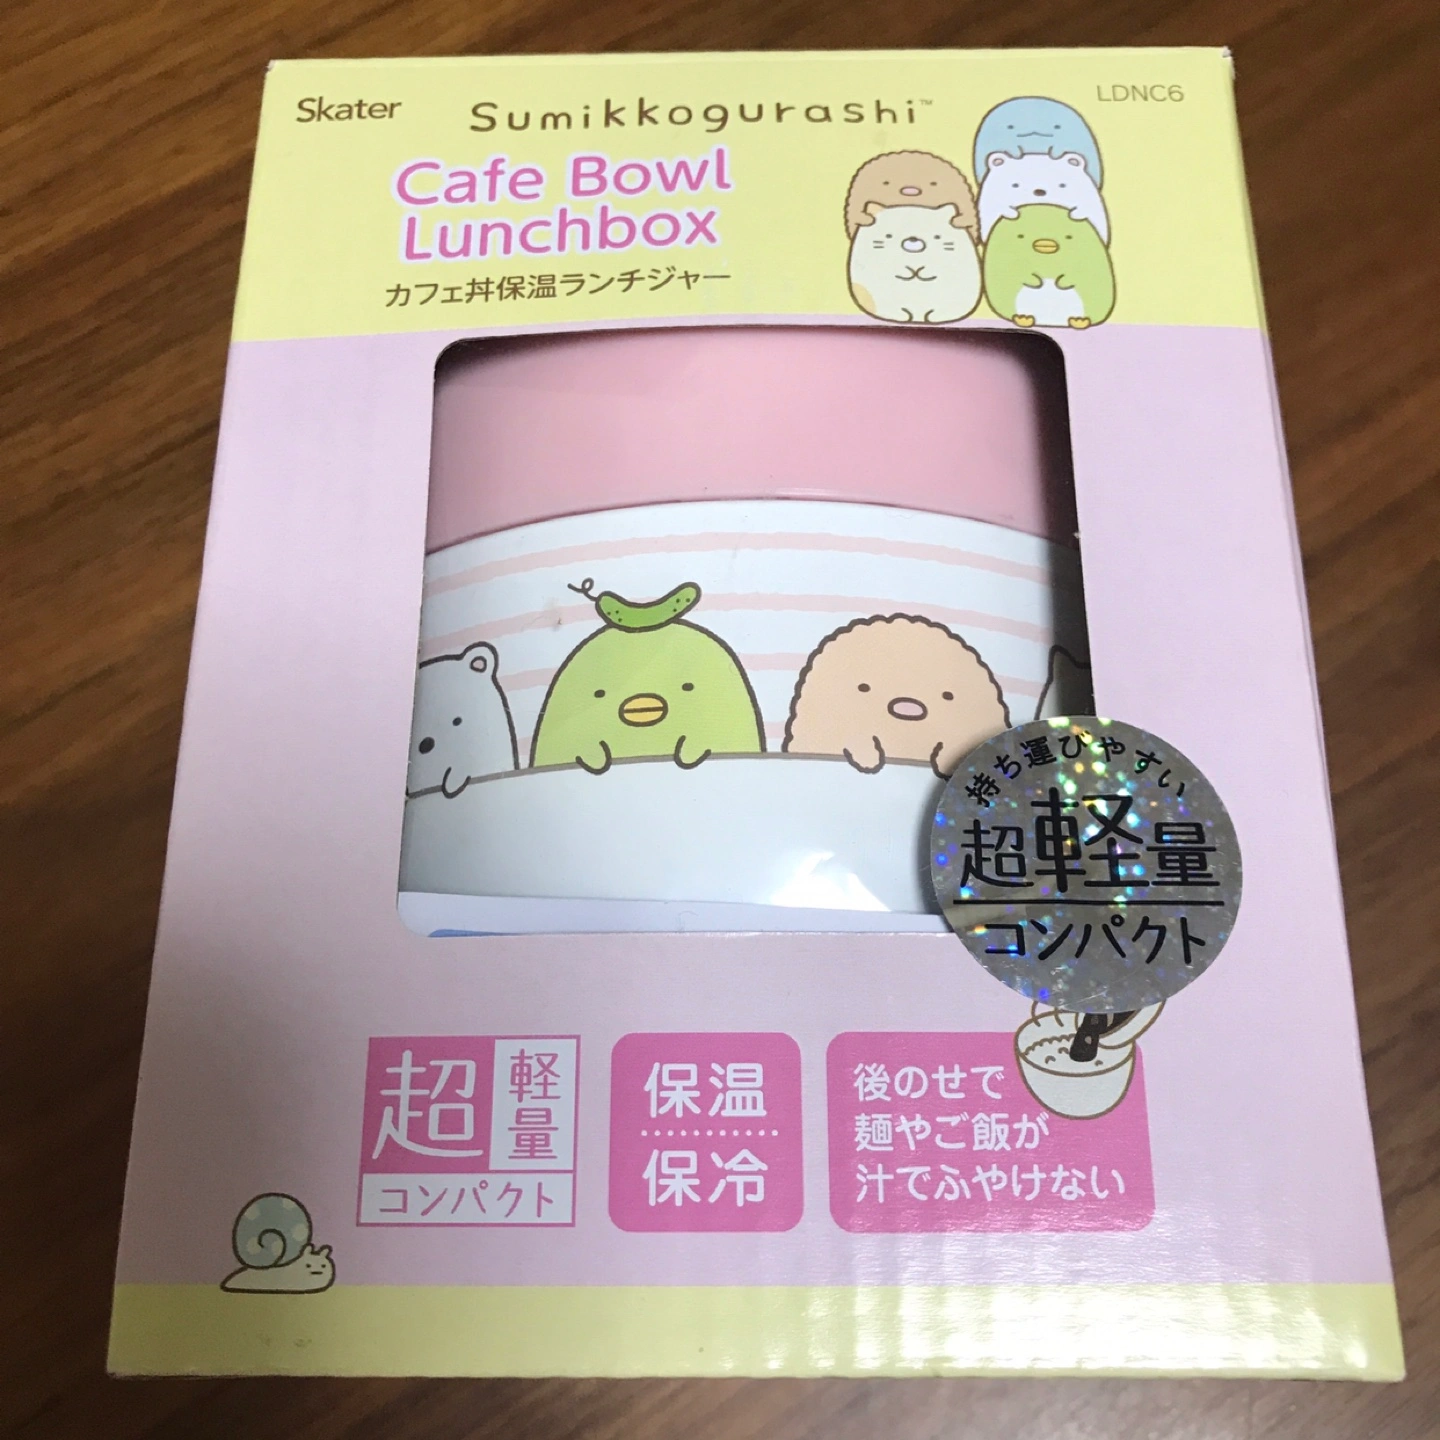 Skater
Sumikkogurashi™
LDNC6
Cafe Bowl
Lunchbox
カフェ丼保温ランチジャー
持ち運びやすい
超軽量
コンパクト
超軽量
コンパクト
保温
保冷
後のせで
麺やご飯が
汁でふやけない